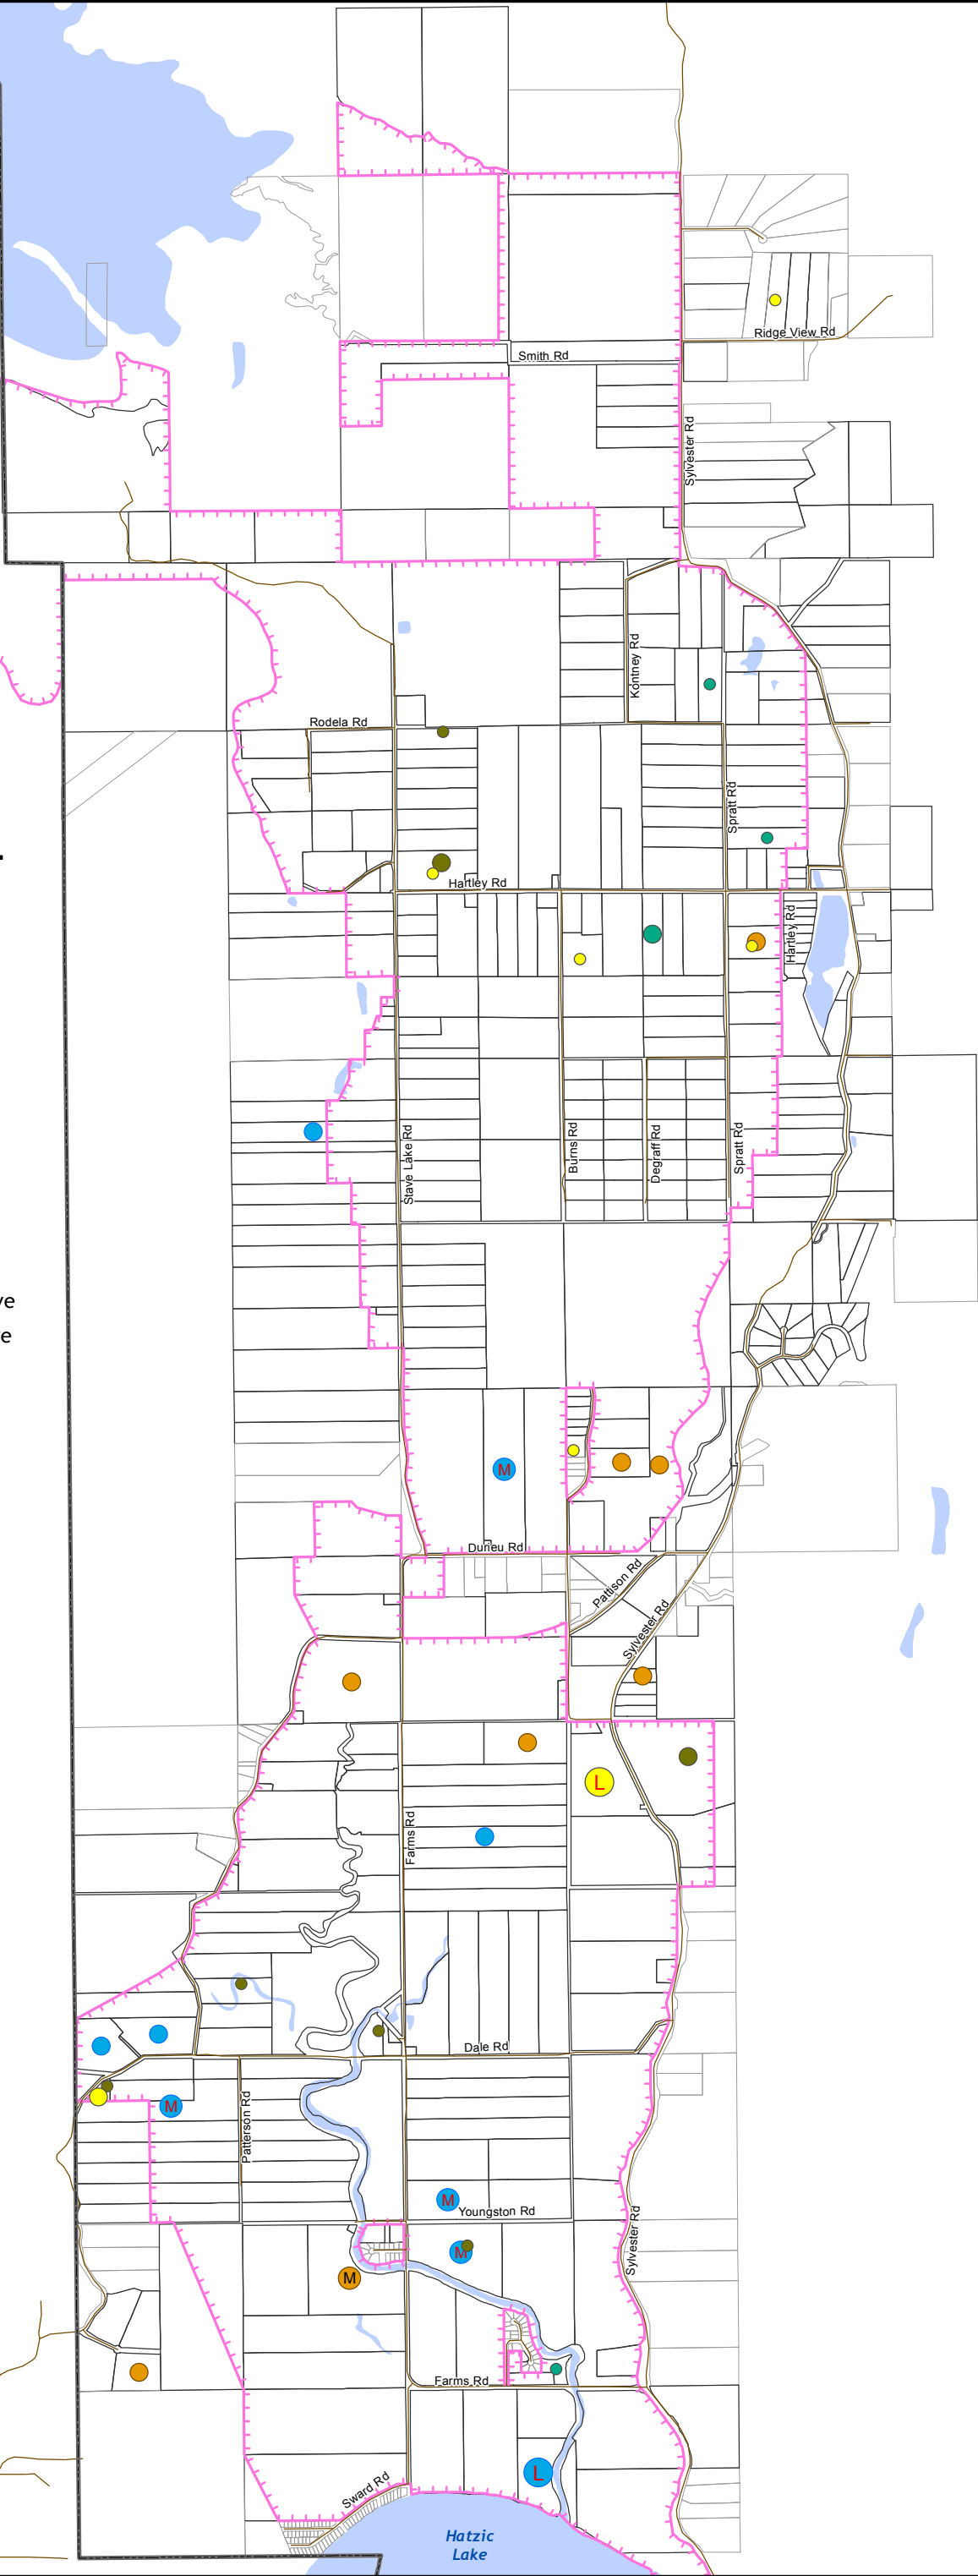 Ridge View Rd
Smith Rd
Sylvester Rd
Kontney Rd
Rodela Rd
Spratt Rd
Hartley Rd
Hartley Rd
ve
e
Stave Lake Rd
Burns Rd
Degraff Rd
Spratt Rd
M
Durieu Rd
Pattison Rd
Sylvester Rd
L
Farms Rd
Dale Rd
M
Patterson Rd
M
Youngston Rd
Sylvester Rd
M
M
Farms Rd
L
Sward Rd
Hatzic
Lake